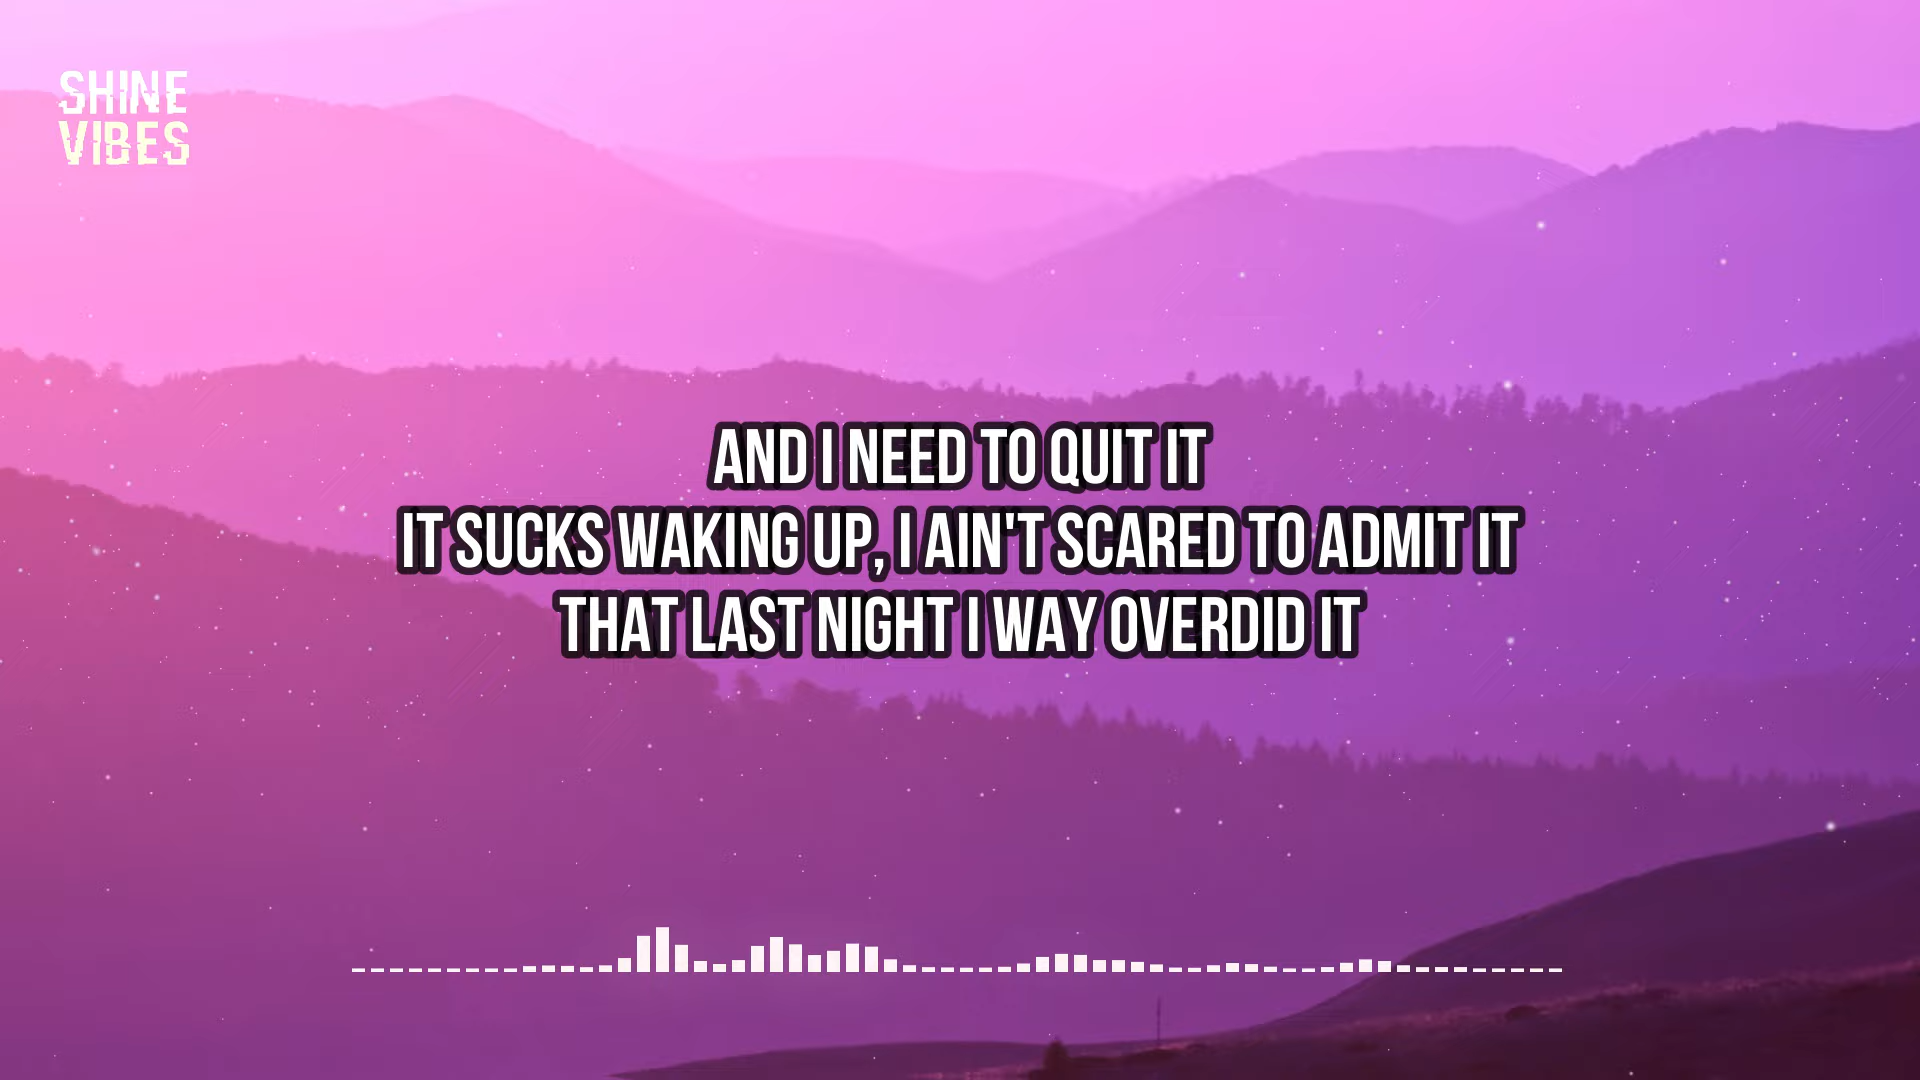 SHINE
VIBES
AND I NEED TO QUIT IT
IT SUCKS WAKING UP, I AIN'T SCARED TO ADMIT IT
THAT LAST NIGHT I WAY OVERDID IT